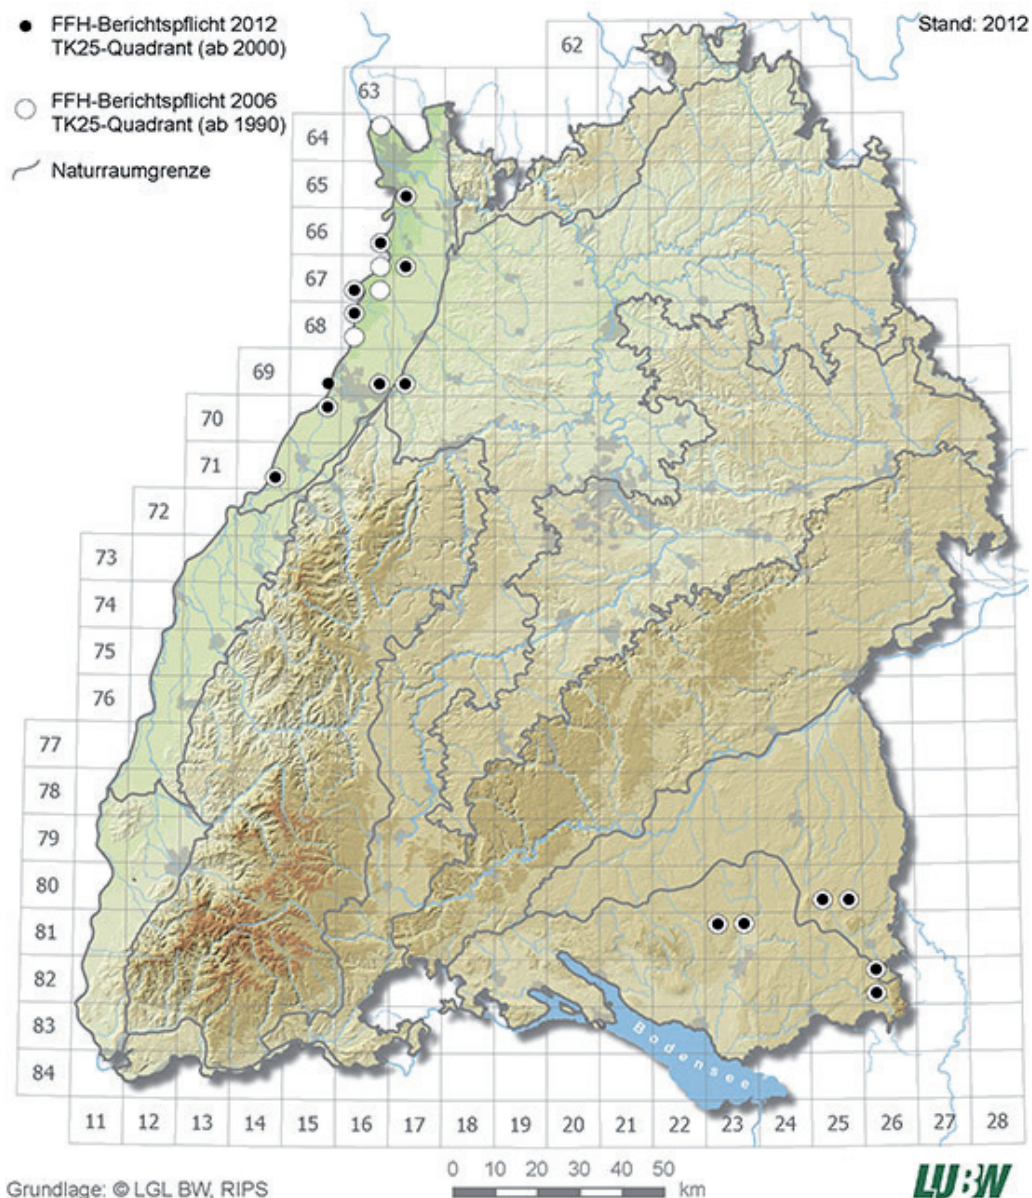 FFH-Berichtspflicht 2012
TK25-Quadrant (ab 2000)
FFH-Berichtspflicht 2006
TK25-Quadrant (ab 1990)
Naturraumgrenze
Stand: 2012
62
63
64
65
66
67
68
69
70
71
72
73
74
75
76
77
78
79
80
81
82
83
84
Bodensee
11 12 13 14 15 16 17 18 19 20 21 22 23 24 25 26 27 28
0 10 20 30 40 50
km
Grundlage: © LGL BW, RIPS
LUBW